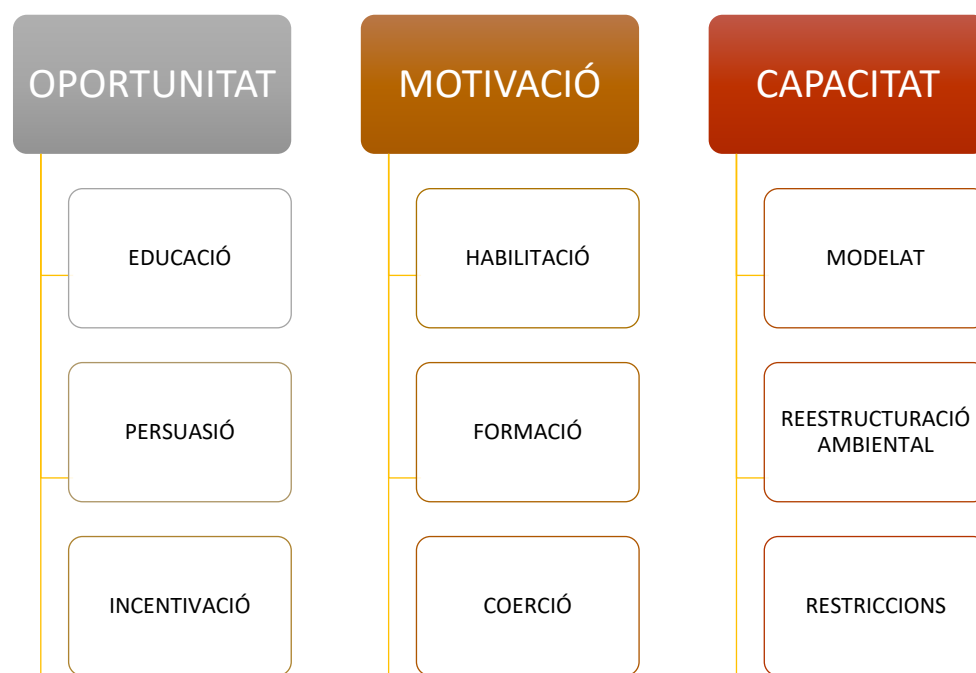 OPORTUNITAT
EDUCACIÓ
PERSUASIÓ
INCENTIVACIÓ
MOTIVACIÓ
HABILITACIÓ
FORMACIÓ
COERCIÓ
CAPACITAT
MODELAT
REESTRUCTURACIÓ
AMBIENTAL
RESTRICCIONS